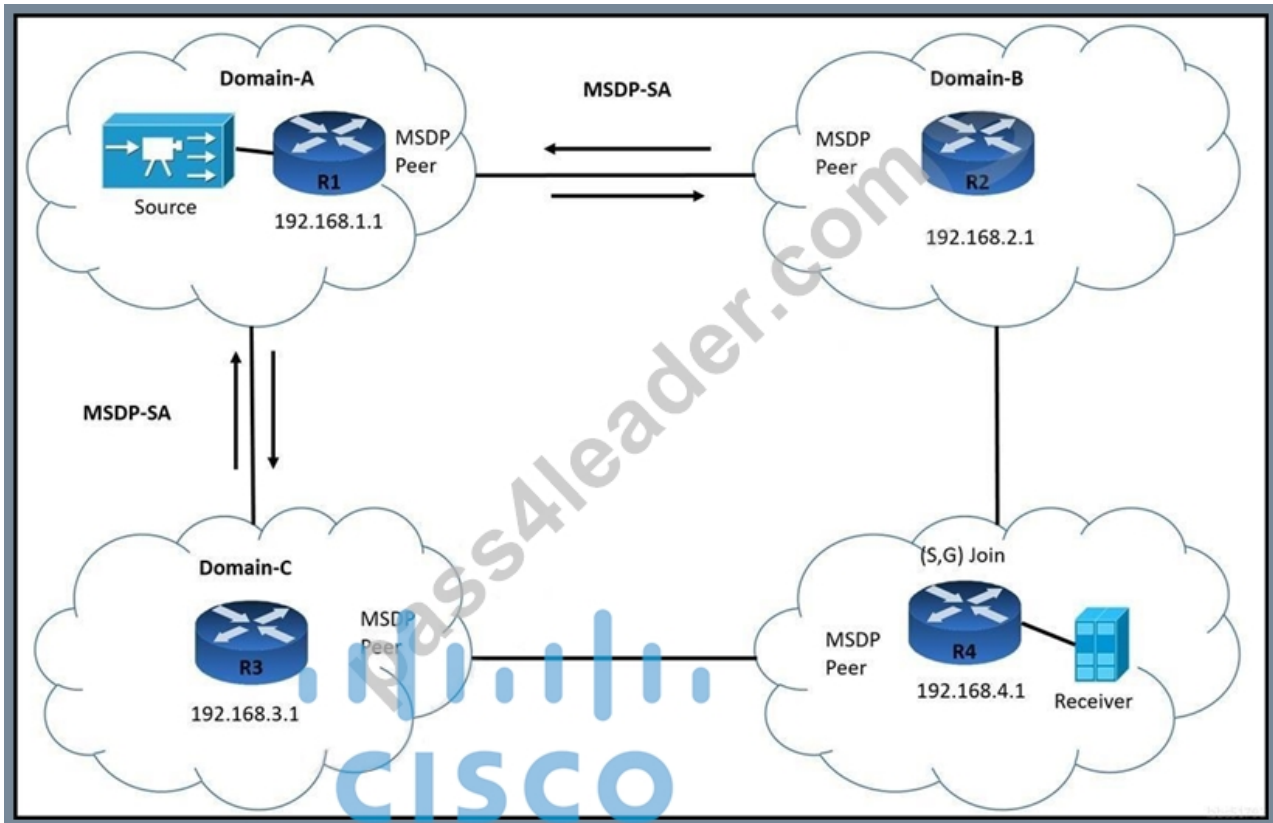 Domain-A
MSDP
Peer
R1
Source
192.168.1.1
MSDP-SA
Domain-B
MSDP
Peer
R2
192.168.2.1
MSDP-SA
Domain-C
MSDP
Peer
R3
192.168.3.1
(S,G) Join
MSDP
Peer
R4
192.168.4.1
Receiver
pass4leader.com
CISCO